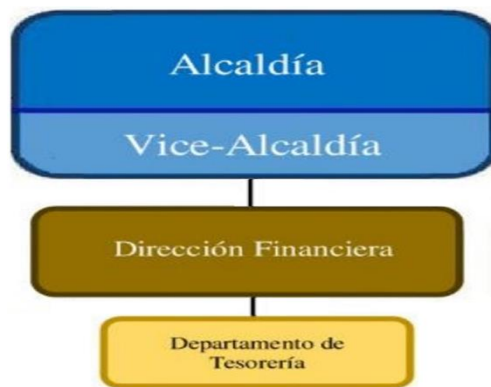 Alcaldía
Vice-Alcaldía
Dirección Financiera
Departamento de
Tesorería